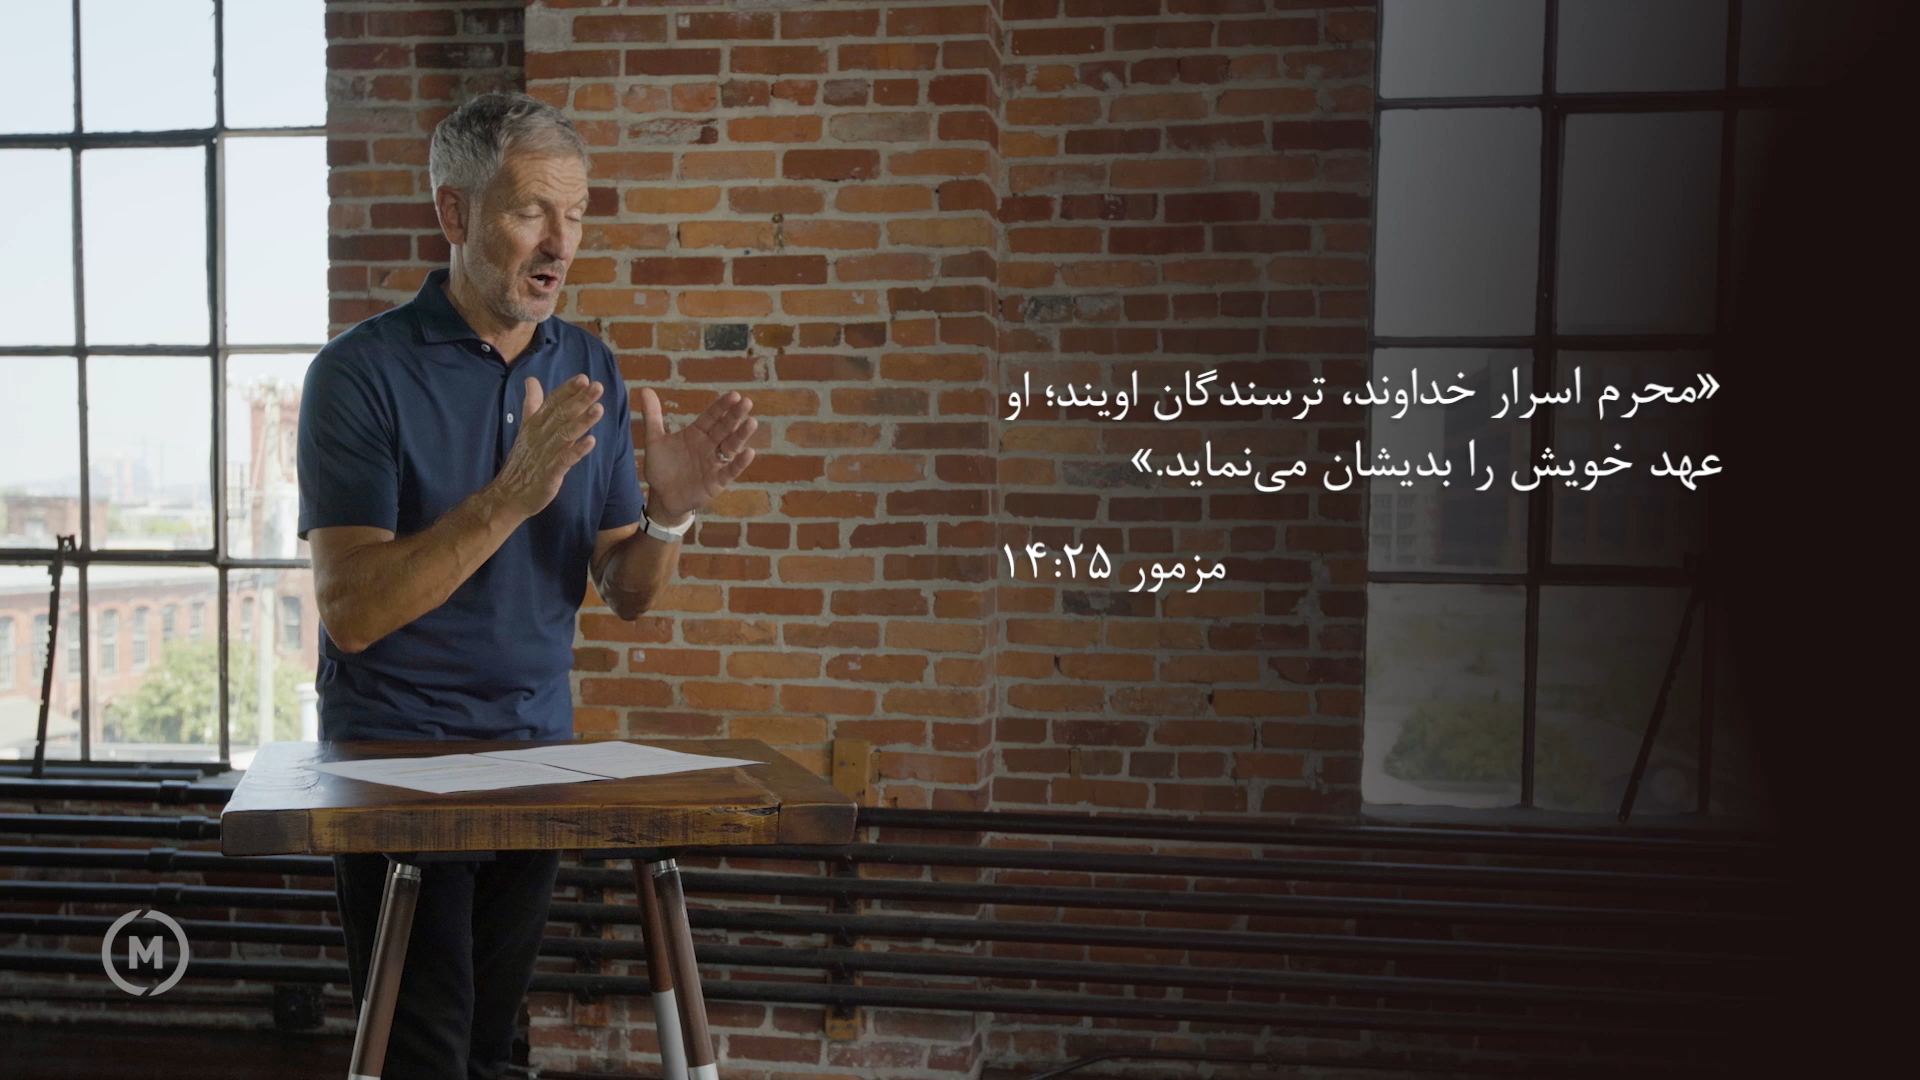 «محرم اسرار خداوند، ترسندگان اویند؛ او
عهد خویش را بدیشان می‌نماید.»
مزمور ۱۴:۲۵
M